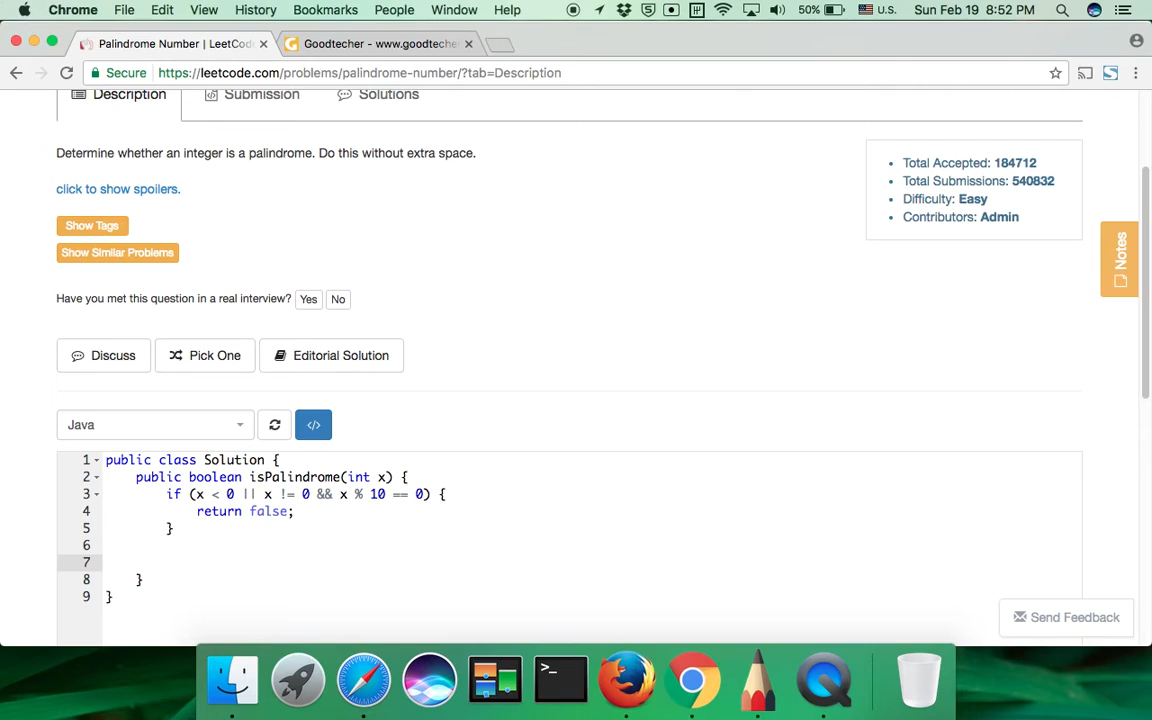 Chrome File Edit View History Bookmarks People Window Help 50% U.S. Sun Feb 19 8:52 PM
Palindrome Number | LeetCod Goodtecher - www.goodteche
Secure https://leetcode.com/problems/palindrome-number/?tab=Description
Description Submission Solutions
Determine whether an integer is a palindrome. Do this without extra space.
Total Accepted: 184712
Total Submissions: 540832
Difficulty: Easy
Contributors: Admin
click to show spoilers.
Show Tags
Show Similar Problems
Notes
Have you met this question in a real interview? Yes No
Discuss Pick One Editorial Solution
Java </>
1 public class Solution {
2 public boolean isPalindrome(int x) {
3 if (x < 0 || x != 0 && x % 10 == 0) {
4 return false;
5 }
6
7
8 }
9 }
Send Feedback
>_